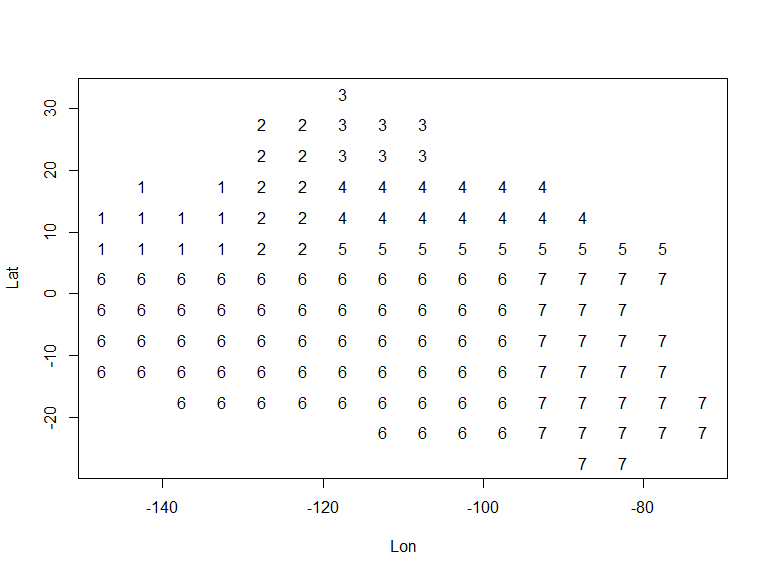 3
30
2 2 3 3 3
2 2 3 3 3
20
1 1 2 2 4 4 4 4 4 4
1 1 1 1 2 2 4 4 4 4 4 4 4
10
1 1 1 1 2 2 5 5 5 5 5 5 5 5 5
6 6 6 6 6 6 6 6 6 6 6 7 7 7 7
0
6 6 6 6 6 6 6 6 6 6 6 7 7 7
6 6 6 6 6 6 6 6 6 6 6 7 7 7 7
-10
6 6 6 6 6 6 6 6 6 6 6 7 7 7 7
6 6 6 6 6 6 6 6 6 7 7 7 7 7
-20
6 6 6 6 7 7 7 7 7
7 7
Lat
-140 -120 -100 -80
Lon